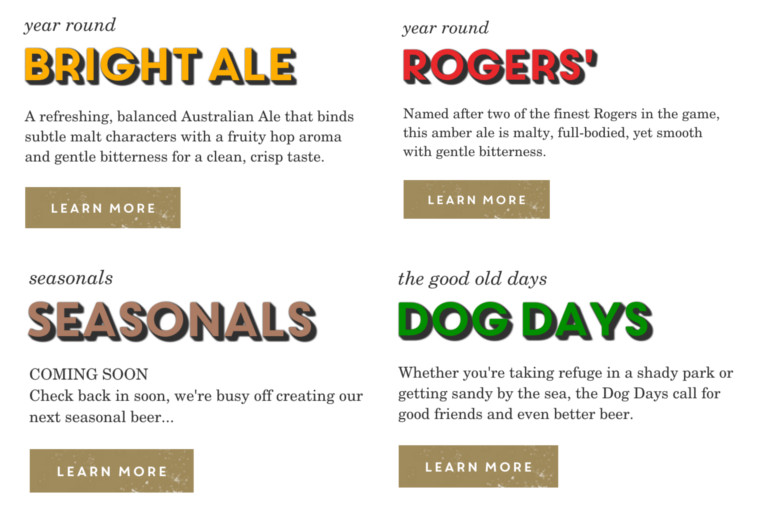 year round
BRIGHT ALE
A refreshing, balanced Australian Ale that binds
subtle malt characters with a fruity hop aroma
and gentle bitterness for a clean, crisp taste.
LEARN MORE
year round
ROGERS'
Named after two of the finest Rogers in the game,
this amber ale is malty, full-bodied, yet smooth
with gentle bitterness.
LEARN MORE
seasonals
SEASONALS
COMING SOON
Check back in soon, we're busy off creating our
next seasonal beer...
LEARN MORE
the good old days
DOG DAYS
Whether you're taking refuge in a shady park or
getting sandy by the sea, the Dog Days call for
good friends and even better beer.
LEARN MORE